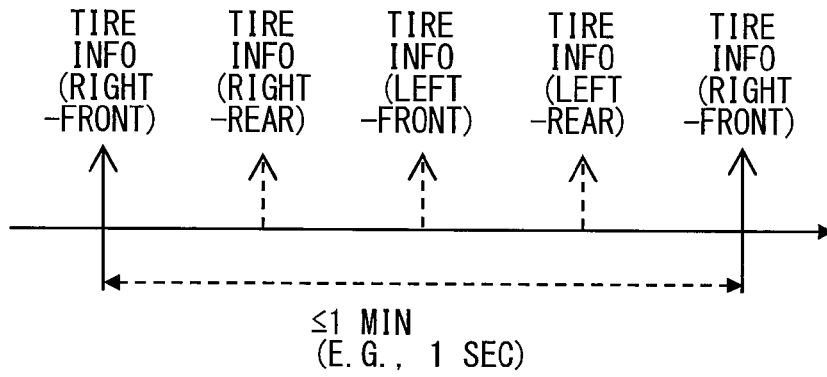 TIRE
INFO
(RIGHT
-FRONT)
TIRE
INFO
(RIGHT
-REAR)
TIRE
INFO
(LEFT
-FRONT)
TIRE
INFO
(LEFT
-REAR)
TIRE
INFO
(RIGHT
-FRONT)
≤1 MIN
(E.G., 1 SEC)